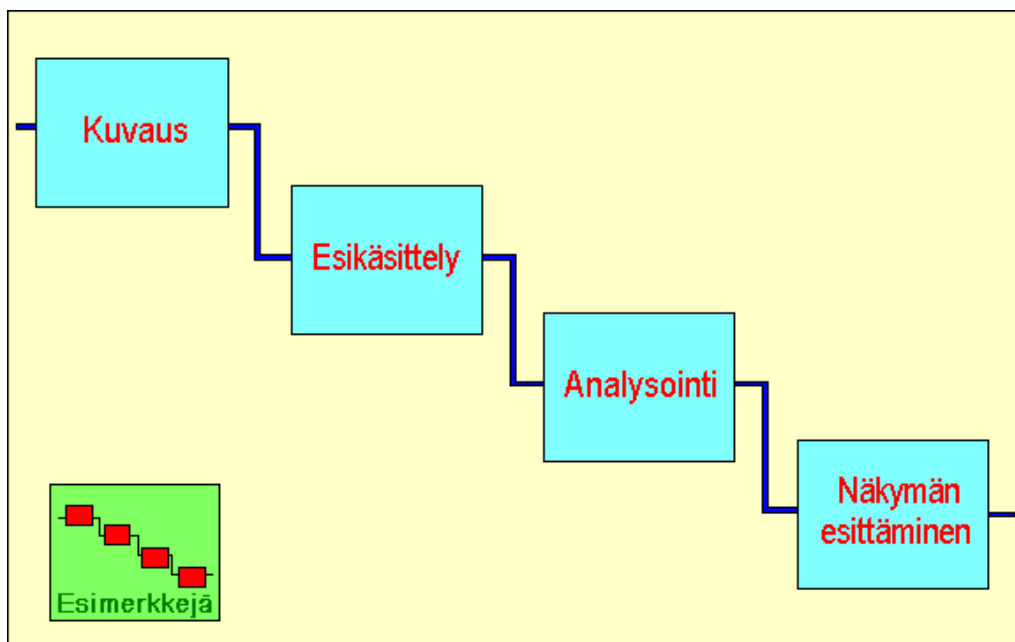 Kuvaus
Esikäsittely
Analysointi
Näkymän
esittäminen
Esimerkkejä